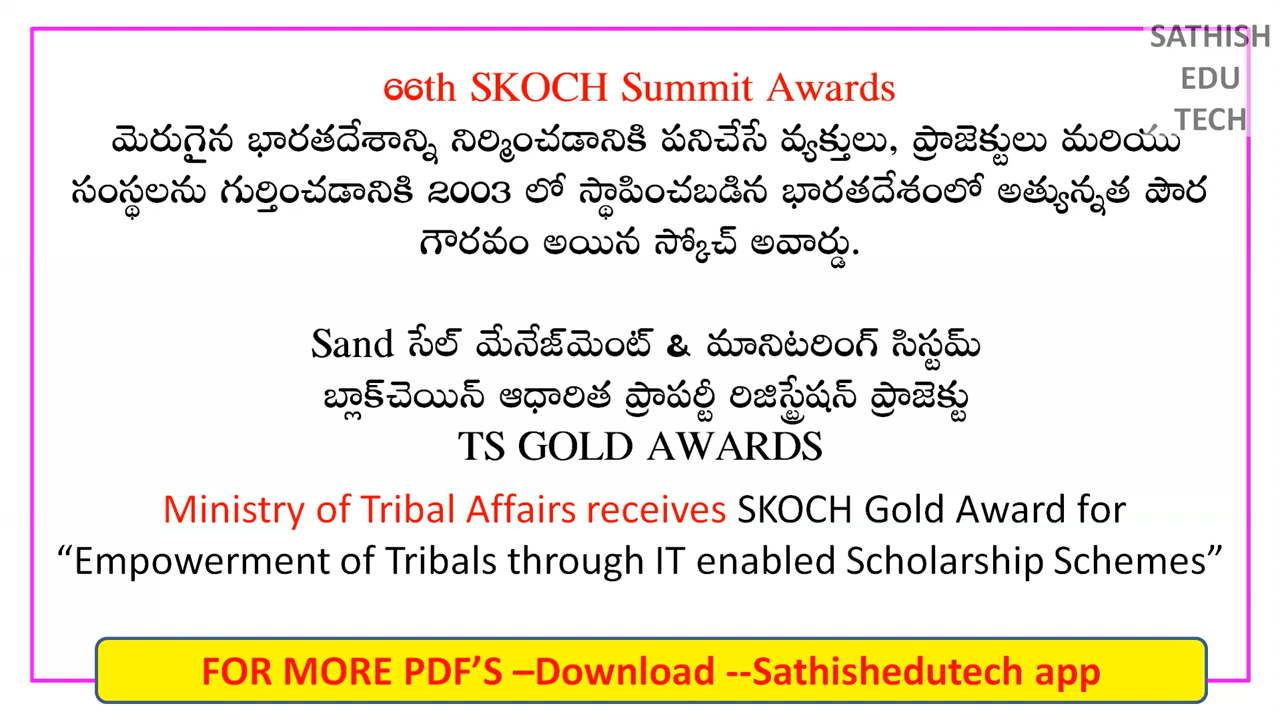 SATHISH
EDU
TECH
66th SKOCH Summit Awards
మెరుగైన భారతదేశాన్ని నిర్మించడానికి పనిచేసే వ్యక్తులు, ప్రాజెక్టులు మరియు
సంస్థలను గుర్తించడానికి 2003 లో స్థాపించబడిన భారతదేశంలో అత్యున్నత పౌర
గౌరవం అయిన స్కోచ్ అవార్డు.
Sand సేల్ మేనేజ్‌మెంట్ & మానిటరింగ్ సిస్టమ్
బ్లాక్‌చెయిన్ ఆధారిత ప్రాపర్టీ రిజిస్ట్రేషన్ ప్రాజెక్టు
TS GOLD AWARDS
Ministry of Tribal Affairs receives SKOCH Gold Award for
“Empowerment of Tribals through IT enabled Scholarship Schemes”
FOR MORE PDF’S –Download --Sathishedutech app